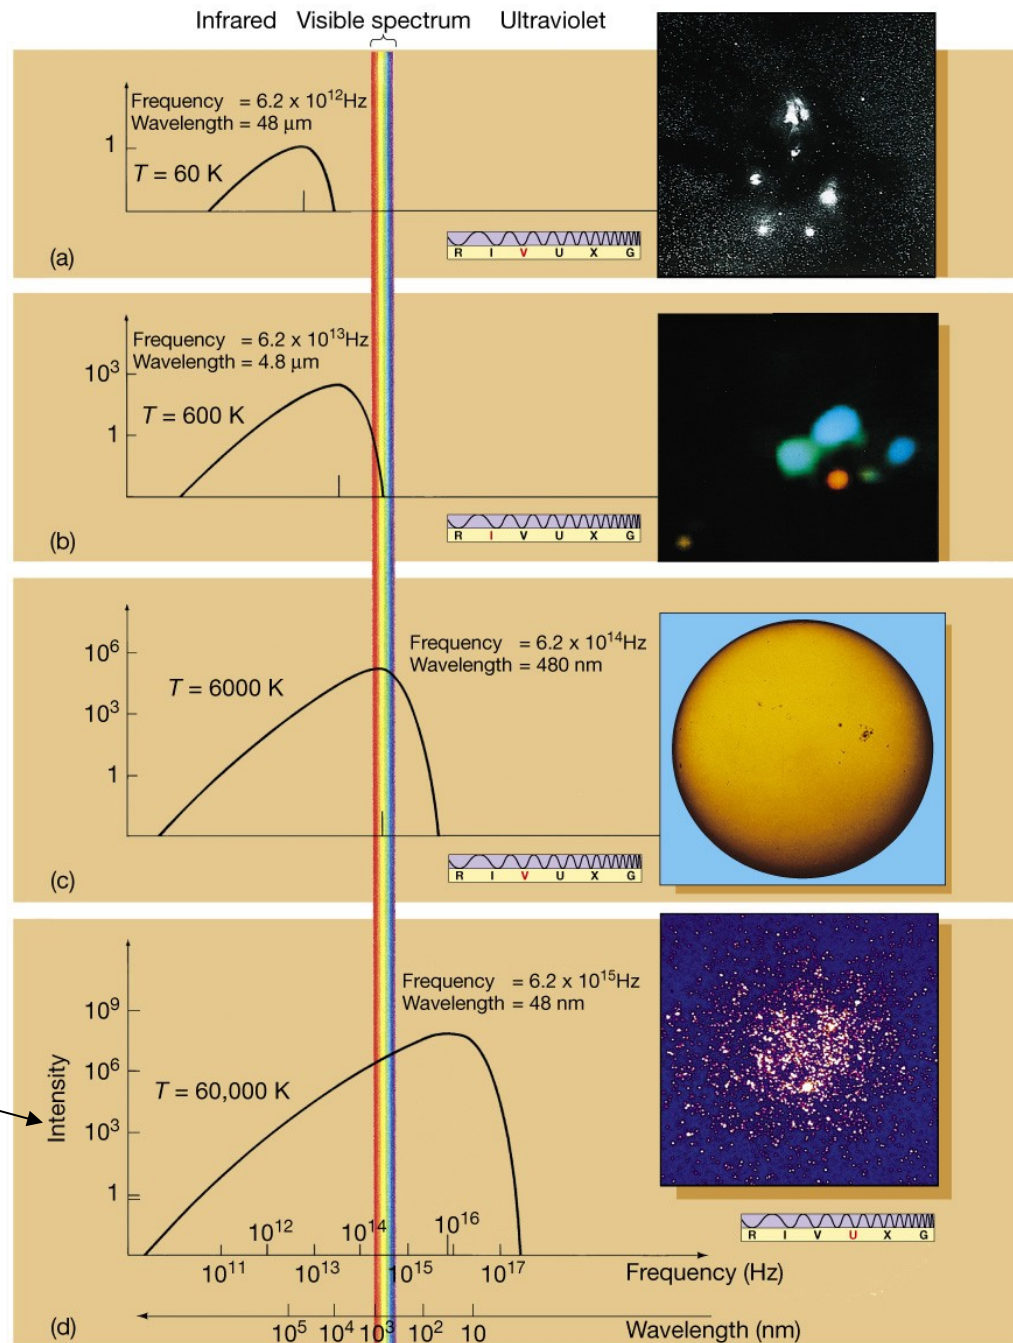 Infrared Visible spectrum Ultraviolet
Frequency = 6.2 x 10¹²Hz
Wavelength = 48 μm
1
T = 60 K
R I V U X G
(a)
Frequency = 6.2 x 10¹³Hz
Wavelength = 4.8 μm
10³
T = 600 K
1
R I V U X G
(b)
Frequency = 6.2 x 10¹⁴Hz
Wavelength = 480 nm
10⁶
T = 6000 K
10³
1
R I V U X G
(c)
Frequency = 6.2 x 10¹⁵Hz
Wavelength = 48 nm
10⁹
10⁶
T = 60,000 K
Intensity
10³
1
R I V U X G
10¹² 10¹⁴ 10¹⁶
10¹¹ 10¹³ 10¹⁵ 10¹⁷ Frequency (Hz)
(d) 10⁵ 10⁴ 10³ 10² 10 Wavelength (nm)